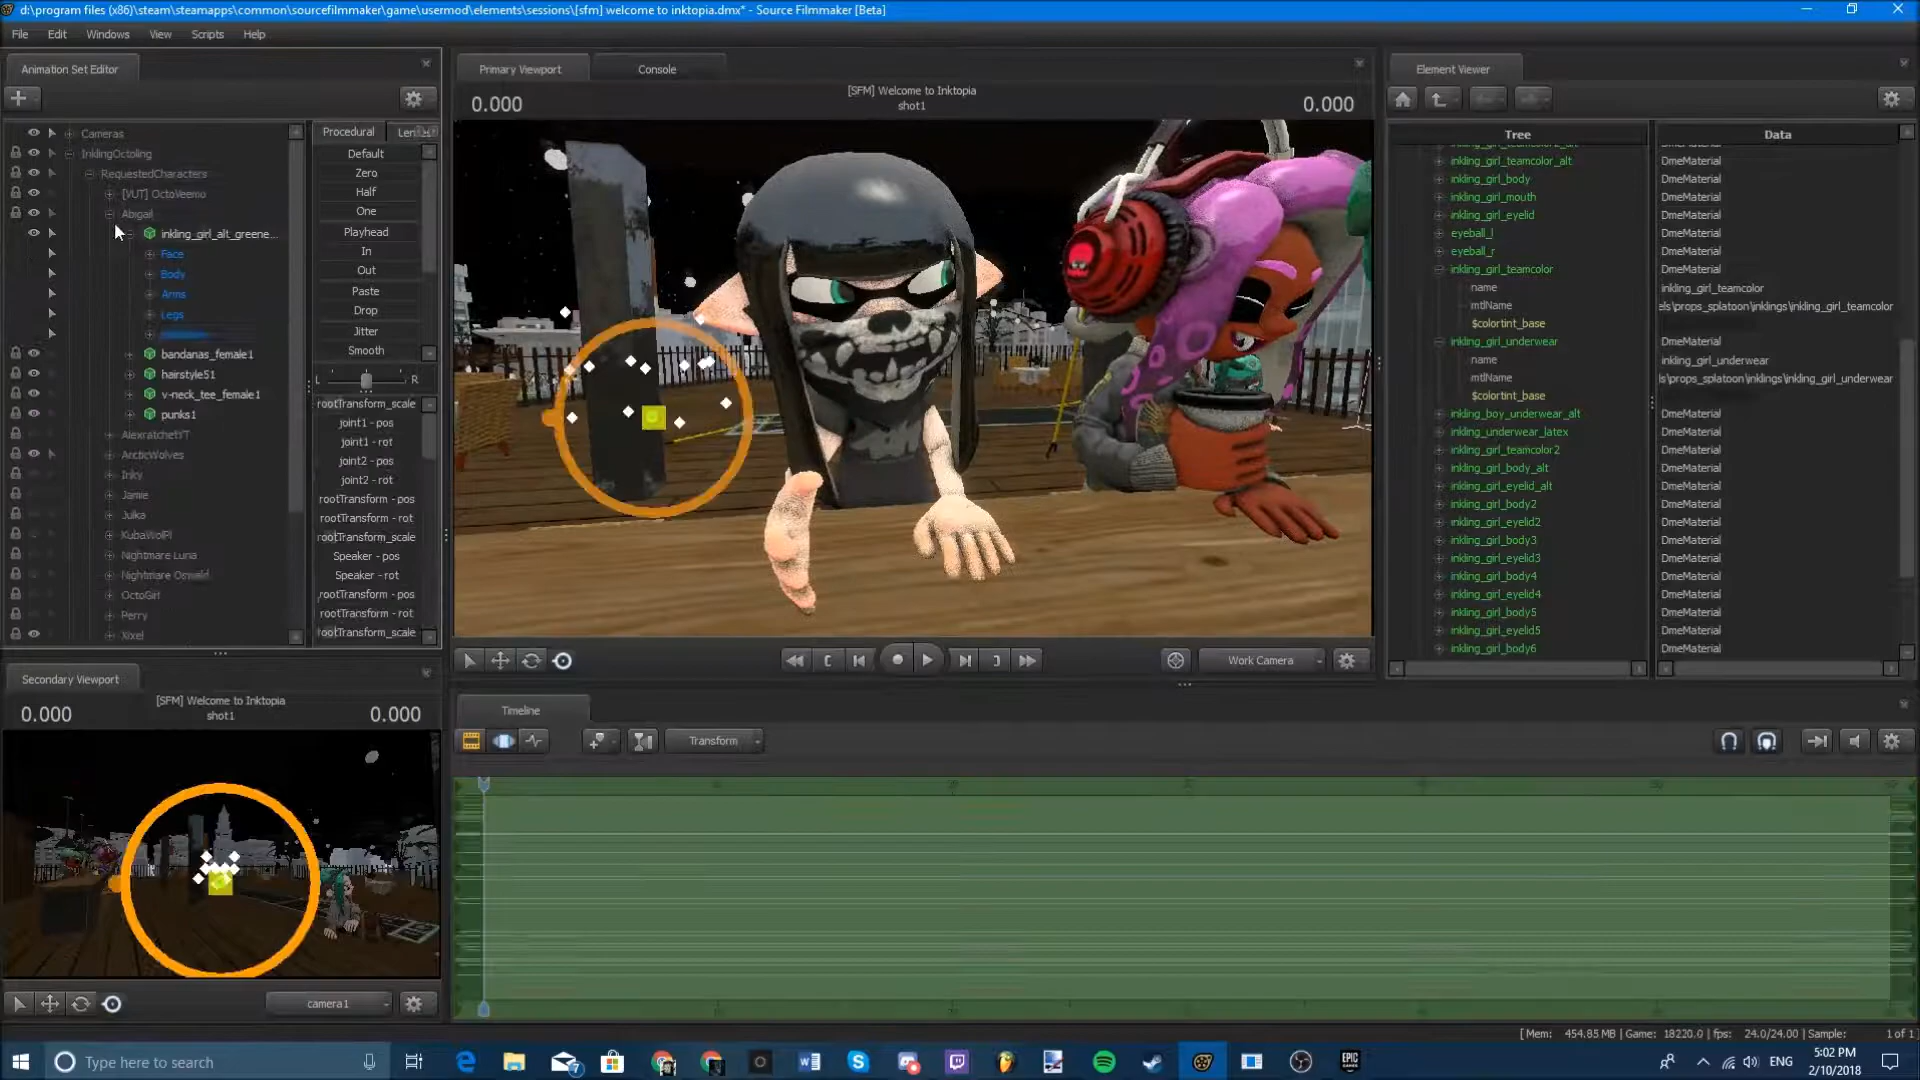 d:\program files (x86)\steam\steamapps\common\sourcefilmmaker\game\usermod\elements\sessions\[sfm] welcome to inktopia.dmx* - Source Filmmaker [Beta]
File Edit Windows View Scripts Help
Animation Set Editor
Cameras
InklingOctoling
RequestedCharacters
[VUT] OctoVeemo
Abigail
inkling_girl_alt_greene...
Face
Body
Arms
Legs
bandanas_female1
hairstyle51
v-neck_tee_female1
punks1
AlexratchetYT
ArcticWolves
Inky
Jamie
Julka
KubaWolPl
Nightmare Luna
Nightmare Oswald
OctoGirl
Perry
Xixel
Procedural
Default
Zero
Half
One
Playhead
In
Out
Paste
Drop
Jitter
Smooth
L R
rootTransform_scale
joint1 - pos
joint1 - rot
joint2 - pos
joint2 - rot
rootTransform - pos
rootTransform - rot
rootTransform_scale
Speaker - pos
Speaker - rot
rootTransform - pos
rootTransform - rot
rootTransform_scale
Primary Viewport Console
0.000 [SFM] Welcome to Inktopia 0.000
shot1
Work Camera
Element Viewer
Tree Data
inkling_girl_teamcolor_alt DmeMaterial
inkling_girl_body DmeMaterial
inkling_girl_mouth DmeMaterial
inkling_girl_eyelid DmeMaterial
eyeball_l DmeMaterial
eyeball_r DmeMaterial
inkling_girl_teamcolor DmeMaterial
name inkling_girl_teamcolor
mtlName els\props_splatoon\inklings\inkling_girl_teamcolor
$colortint_base
inkling_girl_underwear DmeMaterial
name inkling_girl_underwear
mtlName ls\props_splatoon\inklings\inkling_girl_underwear
$colortint_base
inkling_boy_underwear_alt DmeMaterial
inkling_underwear_latex DmeMaterial
inkling_girl_teamcolor2 DmeMaterial
inkling_girl_body_alt DmeMaterial
inkling_girl_eyelid_alt DmeMaterial
inkling_girl_body2 DmeMaterial
inkling_girl_eyelid2 DmeMaterial
inkling_girl_body3 DmeMaterial
inkling_girl_eyelid3 DmeMaterial
inkling_girl_body4 DmeMaterial
inkling_girl_eyelid4 DmeMaterial
inkling_girl_body5 DmeMaterial
inkling_girl_eyelid5 DmeMaterial
inkling_girl_body6 DmeMaterial
Secondary Viewport
0.000 [SFM] Welcome to Inktopia 0.000
shot1
camera1
Timeline
Transform
[ Mem: 454.85 MB | Game: 18220.0 | fps: 24.0/24.00 | Sample: 1 of 1 ]
Type here to search
ENG
5:02 PM
2/10/2018